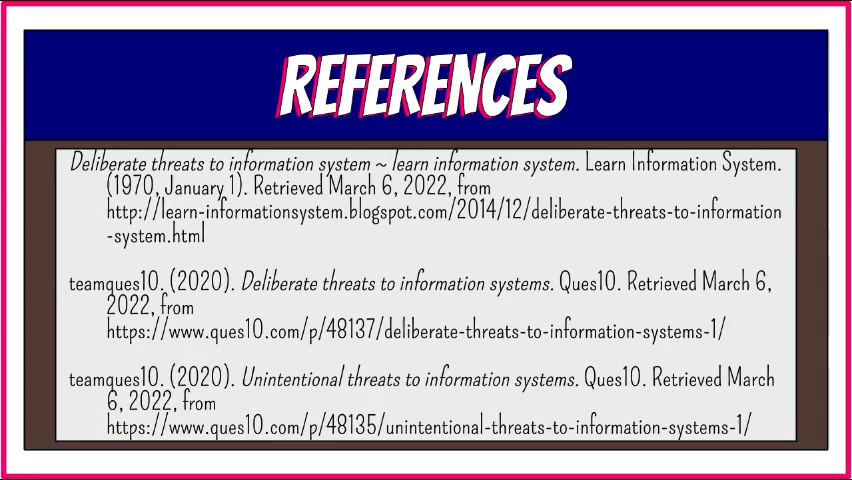 REFERENCES
Deliberate threats to information system ~ learn information system. Learn Information System.
(1970, January 1). Retrieved March 6, 2022, from
http://learn-informationsystem.blogspot.com/2014/12/deliberate-threats-to-information
-system.html
teamques10. (2020). Deliberate threats to information systems. Ques10. Retrieved March 6,
2022, from
https://www.ques10.com/p/48137/deliberate-threats-to-information-systems-1/
teamques10. (2020). Unintentional threats to information systems. Ques10. Retrieved March
6, 2022, from
https://www.ques10.com/p/48135/unintentional-threats-to-information-systems-1/